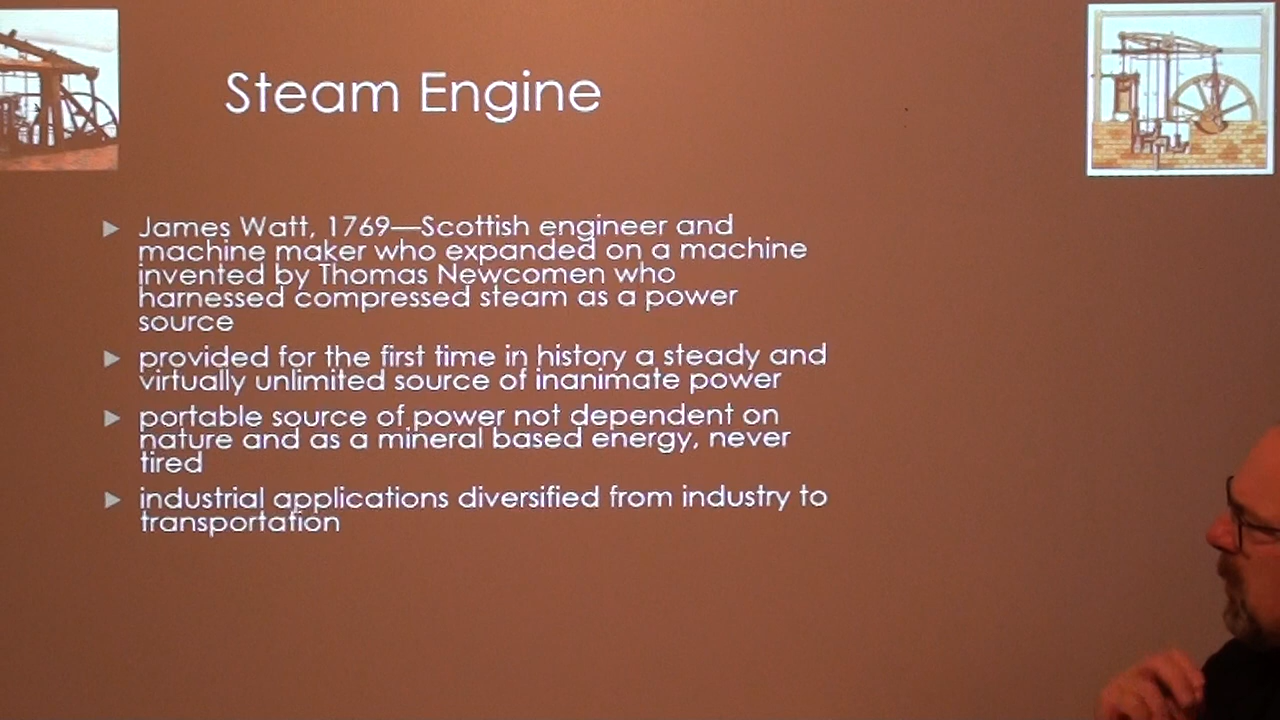 Steam Engine
James Watt, 1769—Scottish engineer and
machine maker who expanded on a machine
invented by Thomas Newcomen who
harnessed compressed steam as a power
source
provided for the first time in history a steady and
virtually unlimited source of inanimate power
portable source of power not dependent on
nature and as a mineral based energy, never
tired
industrial applications diversified from industry to
transportation